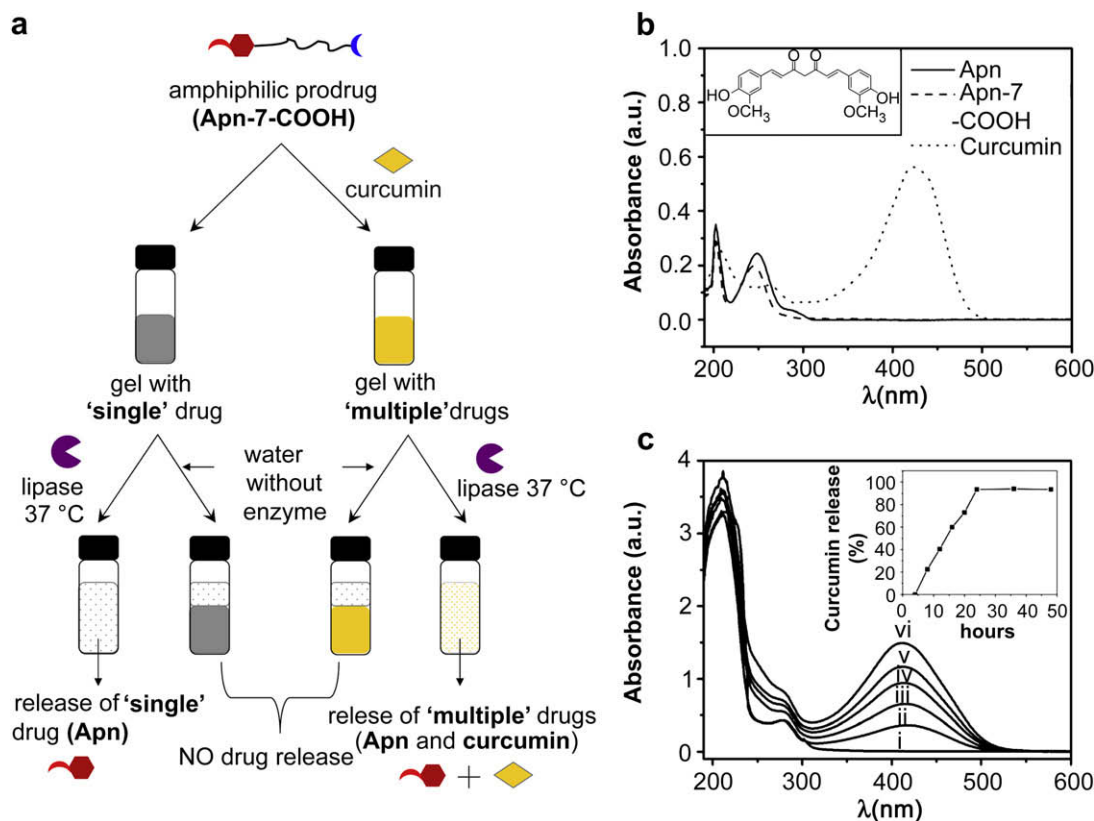 a
amphiphilic prodrug
(Apn-7-COOH)
curcumin
gel with
'single' drug
gel with
'multiple'drugs
lipase
37 °C
water
without
enzyme
lipase 37 °C
release of 'single'
drug (Apn)
NO drug release
relese of 'multiple' drugs
(Apn and curcumin)
+
b
Absorbance (a.u.)
1.0
0.8
0.6
0.4
0.2
0.0
200 300 400 500 600
λ(nm)
O O
HO OH
OCH3 OCH3
Apn
Apn-7
-COOH
Curcumin
c
Absorbance (a.u.)
4
3
2
1
0
200 300 400 500 600
λ(nm)
Curcumin release
(%)
100
80
60
40
20
0
0 10 20 30 40 50
hours
vi
v
iv
iii
ii
i